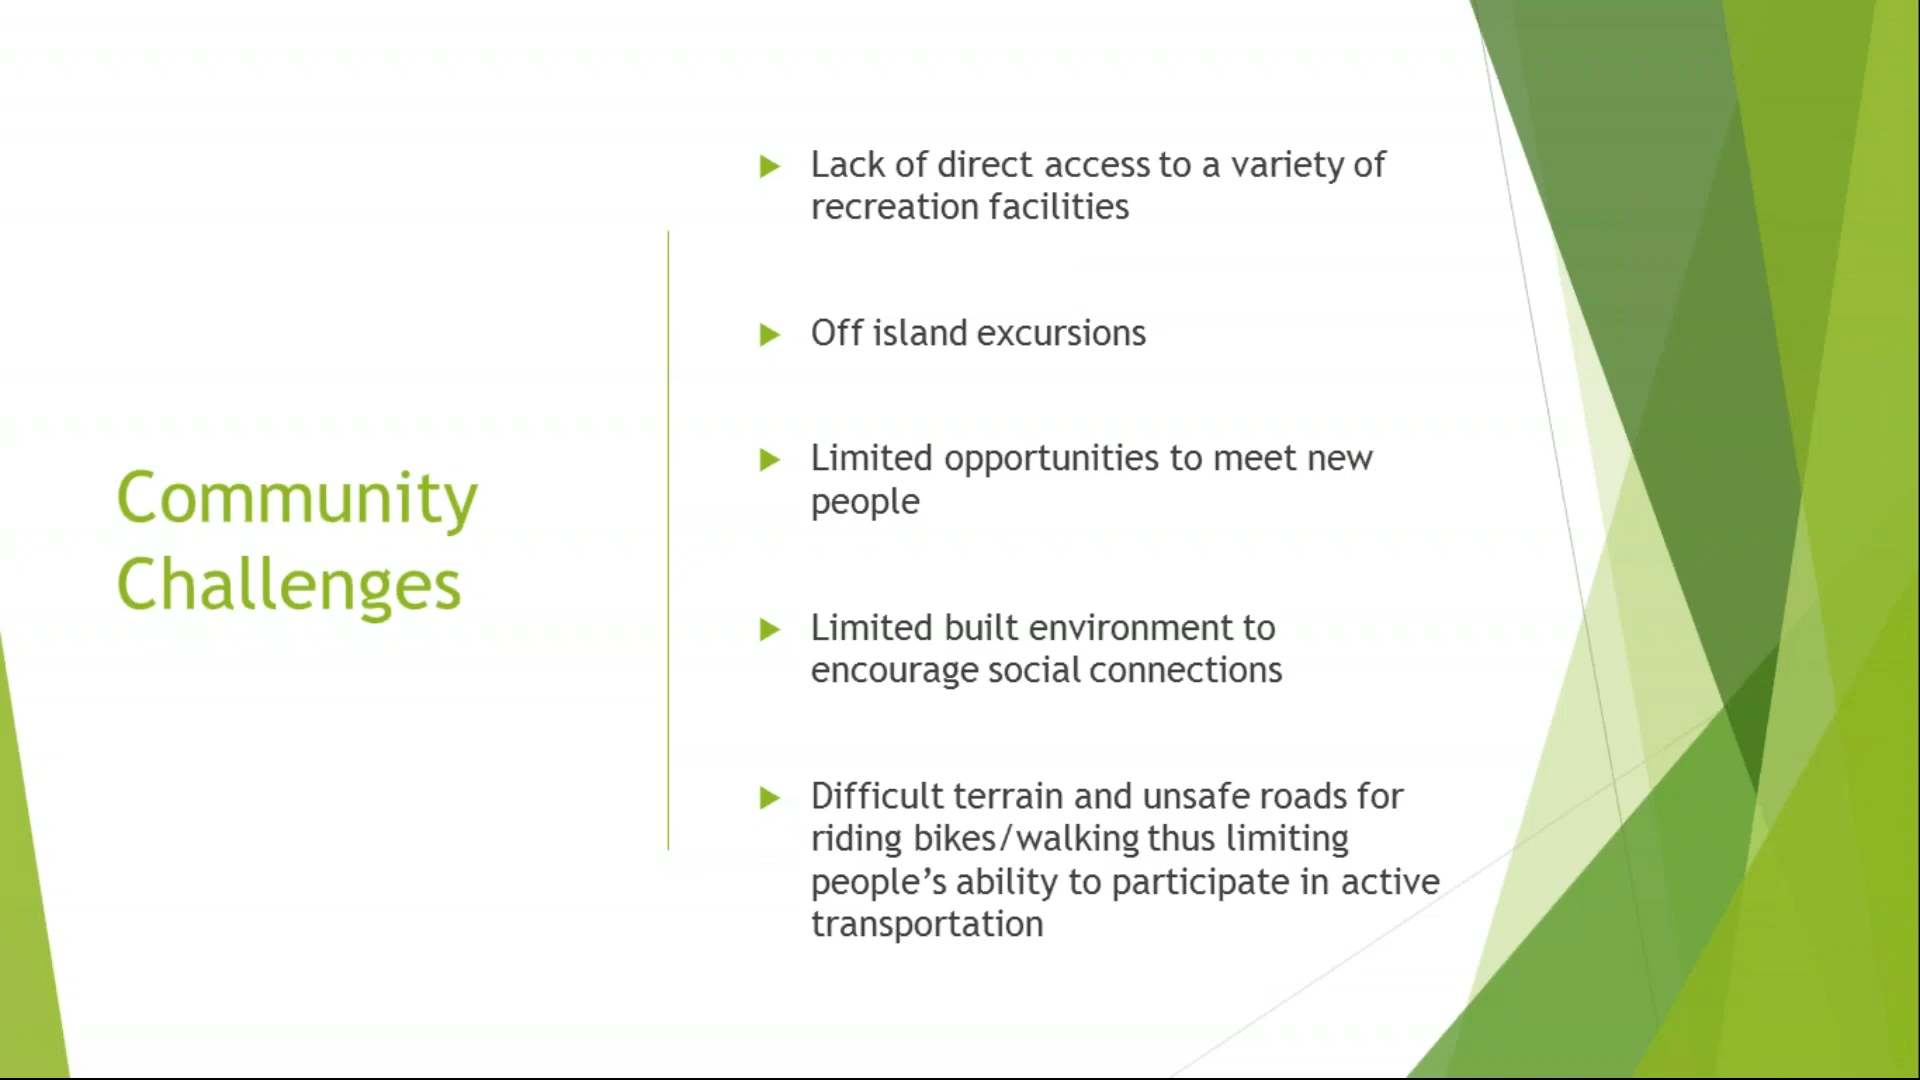 Community
Challenges
Lack of direct access to a variety of
recreation facilities
Off island excursions
Limited opportunities to meet new
people
Limited built environment to
encourage social connections
Difficult terrain and unsafe roads for
riding bikes/walking thus limiting
people’s ability to participate in active
transportation